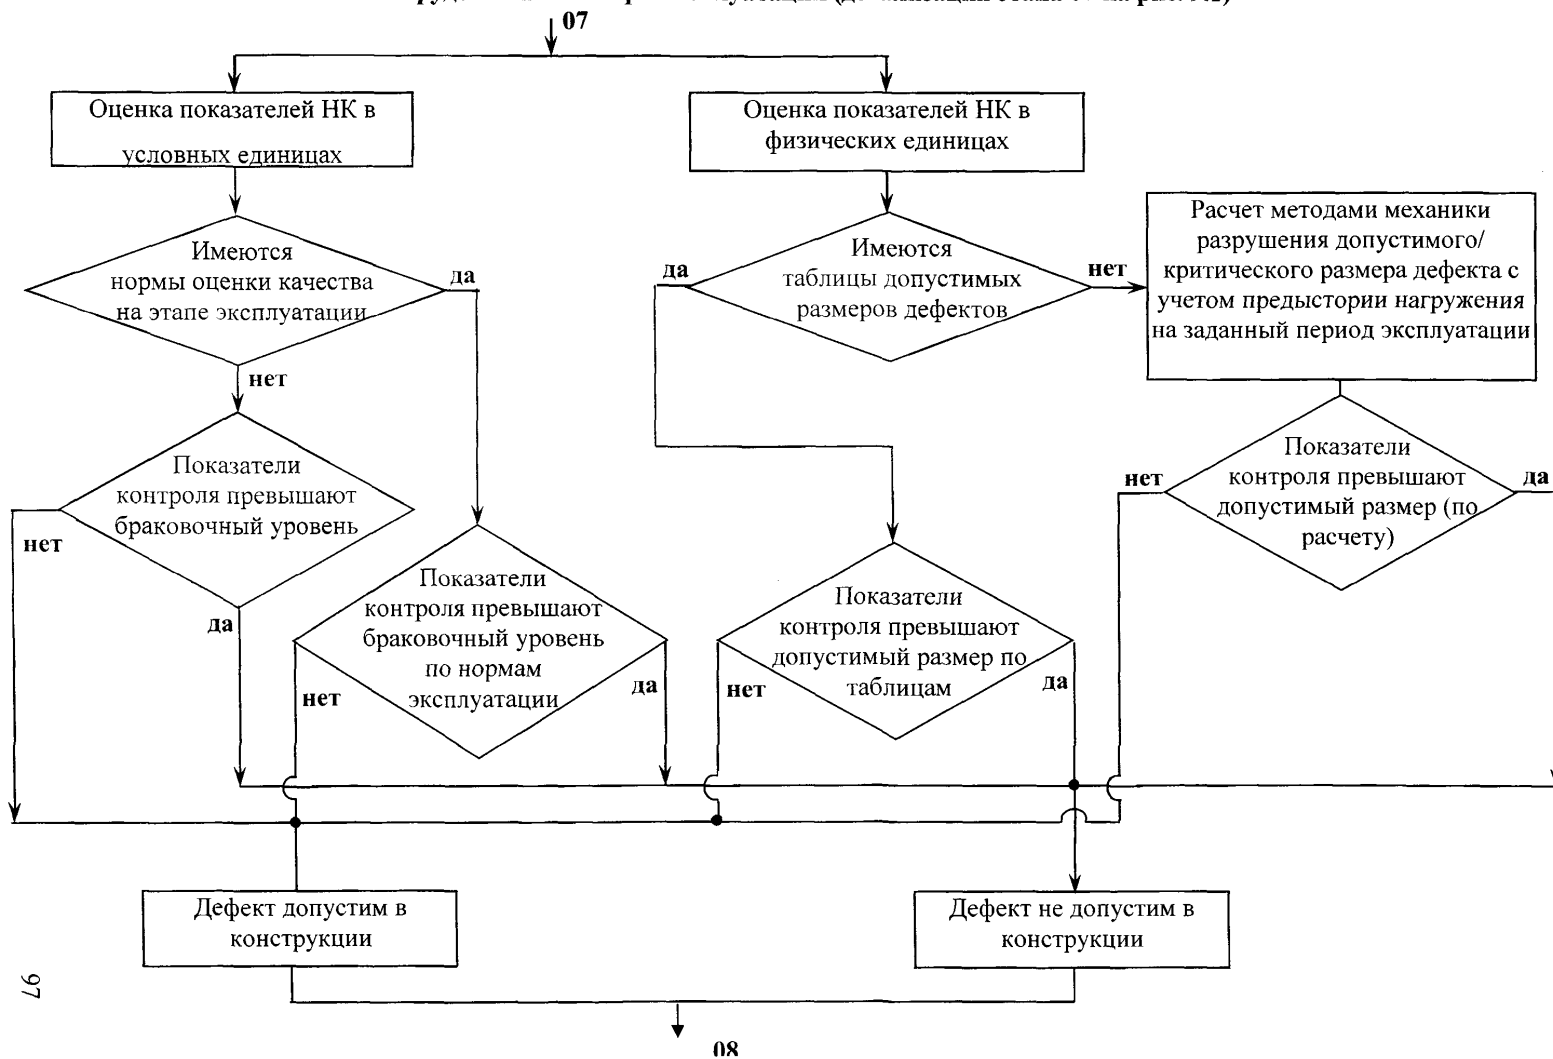 07
Оценка показателей НК в
условных единицах
Оценка показателей НК в
физических единицах
Имеются
нормы оценки качества
на этапе эксплуатации
да
нет
Имеются
таблицы допустимых
размеров дефектов
да
нет
Расчет методами механики
разрушения допустимого/
критического размера дефекта с
учетом предыстории нагружения
на заданный период эксплуатации
Показатели
контроля превышают
браковочный уровень
нет
да
Показатели
контроля превышают
браковочный уровень
по нормам
эксплуатации
нет
да
Показатели
контроля превышают
допустимый размер по
таблицам
нет
да
Показатели
контроля превышают
допустимый размер (по
расчету)
нет
да
Дефект допустим в
конструкции
Дефект не допустим в
конструкции
08
97